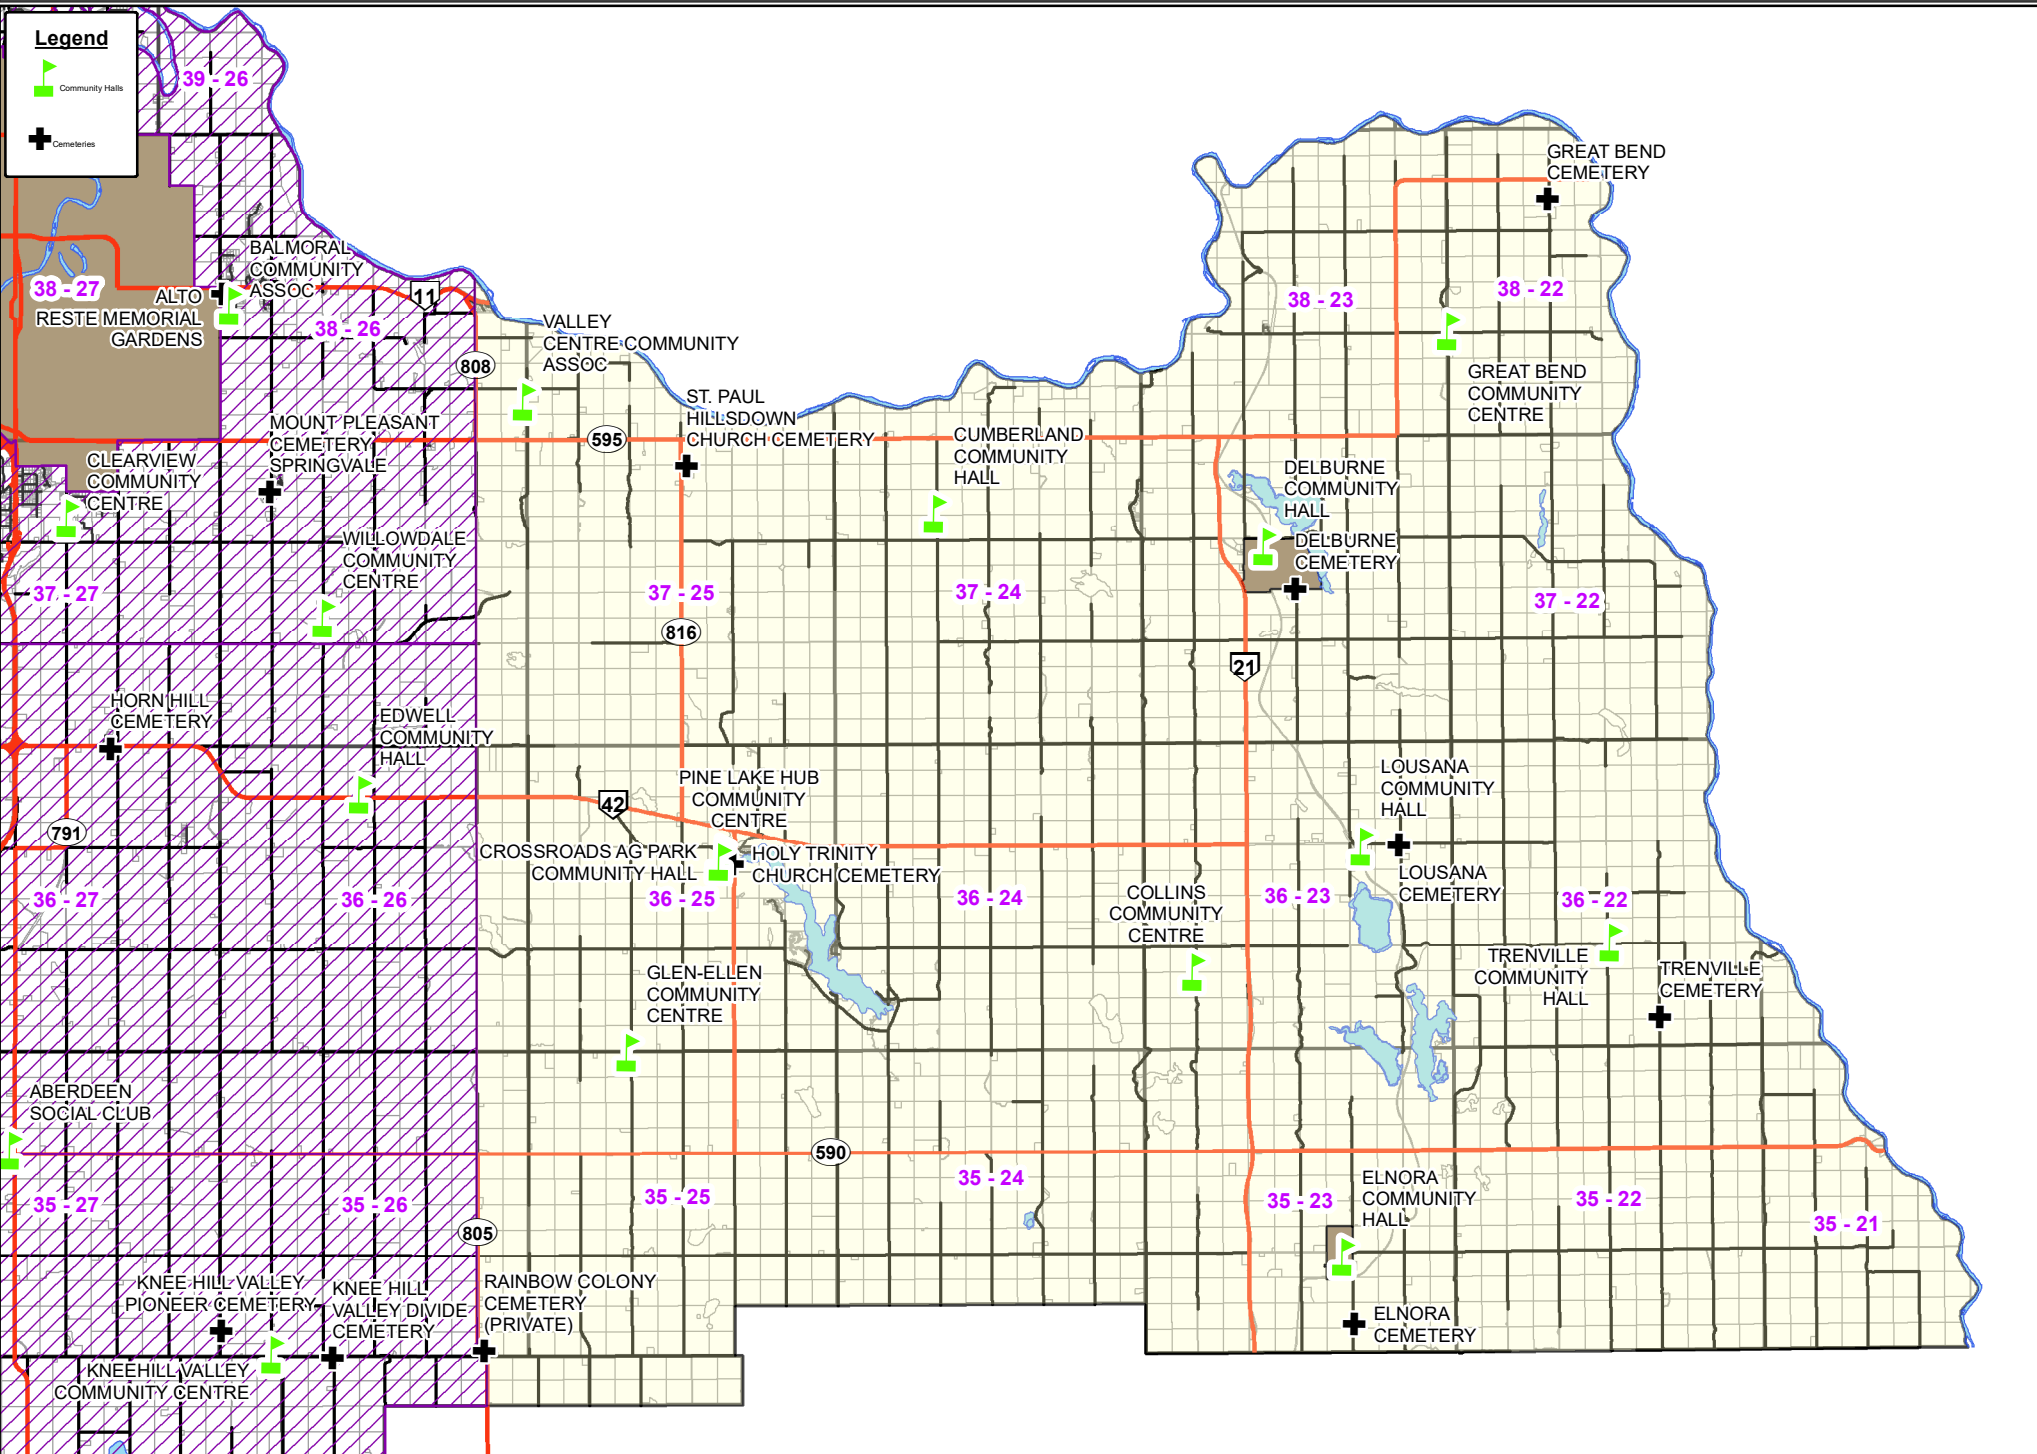 Legend
Community Halls
Cemeteries
39 - 26
GREAT BEND
CEMETERY
BALMORAL
COMMUNITY
ASSOC
38 - 27
ALTO
RESTE MEMORIAL
GARDENS
11
38 - 26
38 - 23
38 - 22
VALLEY
CENTRE COMMUNITY
ASSOC
808
GREAT BEND
COMMUNITY
CENTRE
ST. PAUL
HILLSDOWN
CHURCH CEMETERY
595
MOUNT PLEASANT
CEMETERY
SPRINGVALE
CLEARVIEW
COMMUNITY
CENTRE
CUMBERLAND
COMMUNITY
HALL
DELBURNE
COMMUNITY
HALL
DELBURNE
CEMETERY
WILLOWDALE
COMMUNITY
CENTRE
37 - 27
37 - 25
37 - 24
37 - 22
816
21
HORN HILL
CEMETERY
EDWELL
COMMUNITY
HALL
LOUSANA
COMMUNITY
HALL
PINE LAKE HUB
COMMUNITY
CENTRE
42
791
CROSSROADS AG PARK
COMMUNITY HALL
HOLY TRINITY
CHURCH CEMETERY
LOUSANA
CEMETERY
36 - 27
36 - 26
36 - 25
36 - 24
36 - 23
36 - 22
COLLINS
COMMUNITY
CENTRE
TRENVILLE
COMMUNITY
HALL
TRENVILLE
CEMETERY
GLEN-ELLEN
COMMUNITY
CENTRE
ABERDEEN
SOCIAL CLUB
590
35 - 27
35 - 26
35 - 25
35 - 24
35 - 23
35 - 22
35 - 21
ELNORA
COMMUNITY
HALL
805
KNEE HILL VALLEY
PIONEER CEMETERY
KNEE HILL
VALLEY DIVIDE
CEMETERY
RAINBOW COLONY
CEMETERY
(PRIVATE)
ELNORA
CEMETERY
KNEEHILL VALLEY
COMMUNITY CENTRE